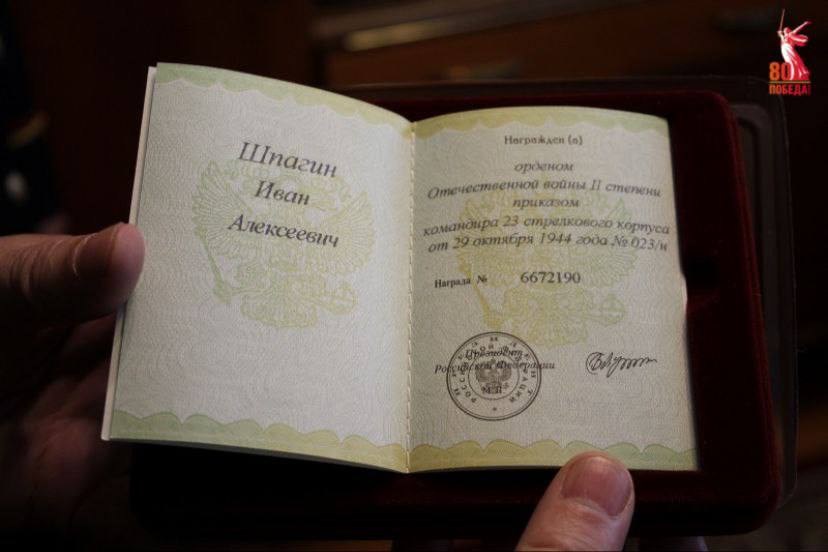 Шпагин
Иван
Алексеевич
Награжден (а)
орденом
Отечественной войны II степени
приказом
командира 23 стрелкового корпуса
от 29 октября 1944 года № 023/н
Награда № 6672190
Президент
Российской Федерации
М.П.
80
ПОБЕДА!